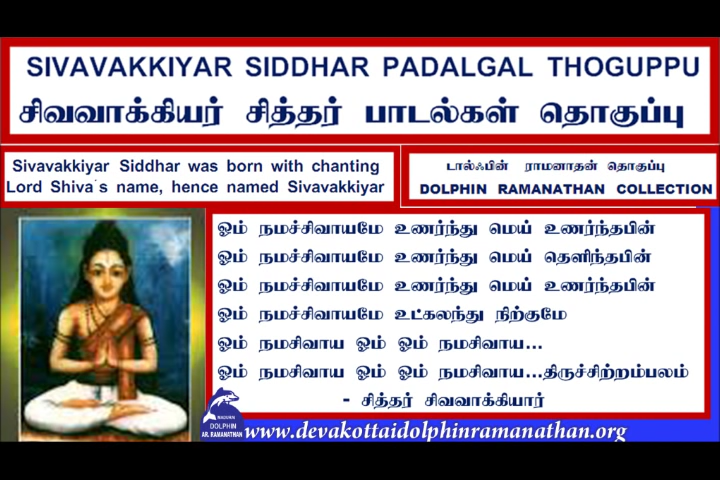 SIVAVAKKIYAR SIDDHAR PADALGAL THOGUPPU
சிவவாக்கியர் சித்தர் பாடல்கள் தொகுப்பு
Sivavakkiyar Siddhar was born with chanting
Lord Shiva's name, hence named Sivavakkiyar
டால்ஃபின் ராமனாதன் தொகுப்பு
DOLPHIN RAMANATHAN COLLECTION
ஓம் நமச்சிவாயமே உணர்ந்து மெய் உணர்ந்தபின்
ஓம் நமச்சிவாயமே உணர்ந்து மெய் தெளிந்தபின்
ஓம் நமச்சிவாயமே உணர்ந்து மெய் உணர்ந்தபின்
ஓம் நமச்சிவாயமே உட்கலந்து நிற்குமே
ஓம் நமசிவாய ஓம் ஓம் நமசிவாய...
ஓம் நமசிவாய ஓம் ஓம் நமசிவாய...திருச்சிற்றம்பலம்
- சித்தர் சிவவாக்கியார்
DOLPHIN
AR. RAMANATHAN
www.devakottaidolphinramanathan.org